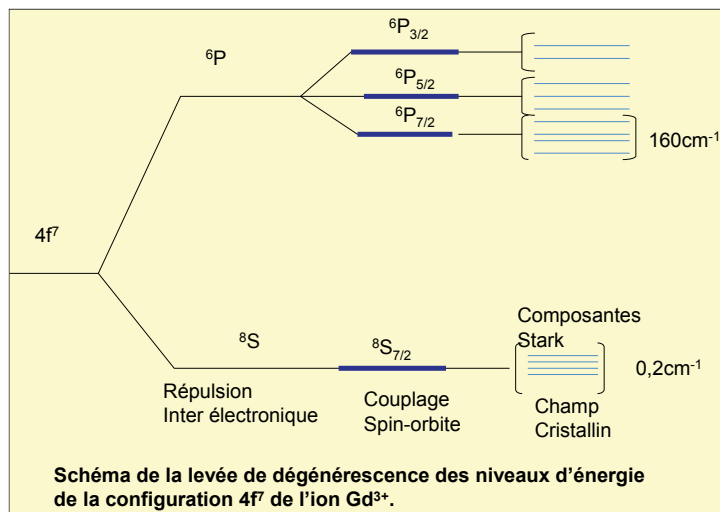 ⁶P₃/₂
⁶P
⁶P₅/₂
⁶P₇/₂
160cm⁻¹
4f⁷
Composantes
Stark
⁸S
⁸S₇/₂
0,2cm⁻¹
Répulsion
Inter électronique
Couplage
Spin-orbite
Champ
Cristallin
Schéma de la levée de dégénérescence des niveaux d'énergie
de la configuration 4f⁷ de l'ion Gd³⁺.